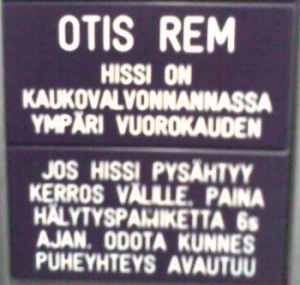 OTIS REM
HISSI ON
KAUKOVALVONNANNASSA
YMPÄRI VUOROKAUDEN
JOS HISSI PYSÄHTYY
KERROS VÄLILLE, PAINA
HÄLYTYSPAMIKETTA 6s
AJAN. ODOTA KUNNES
PUHEYHTEYS AVAUTUU